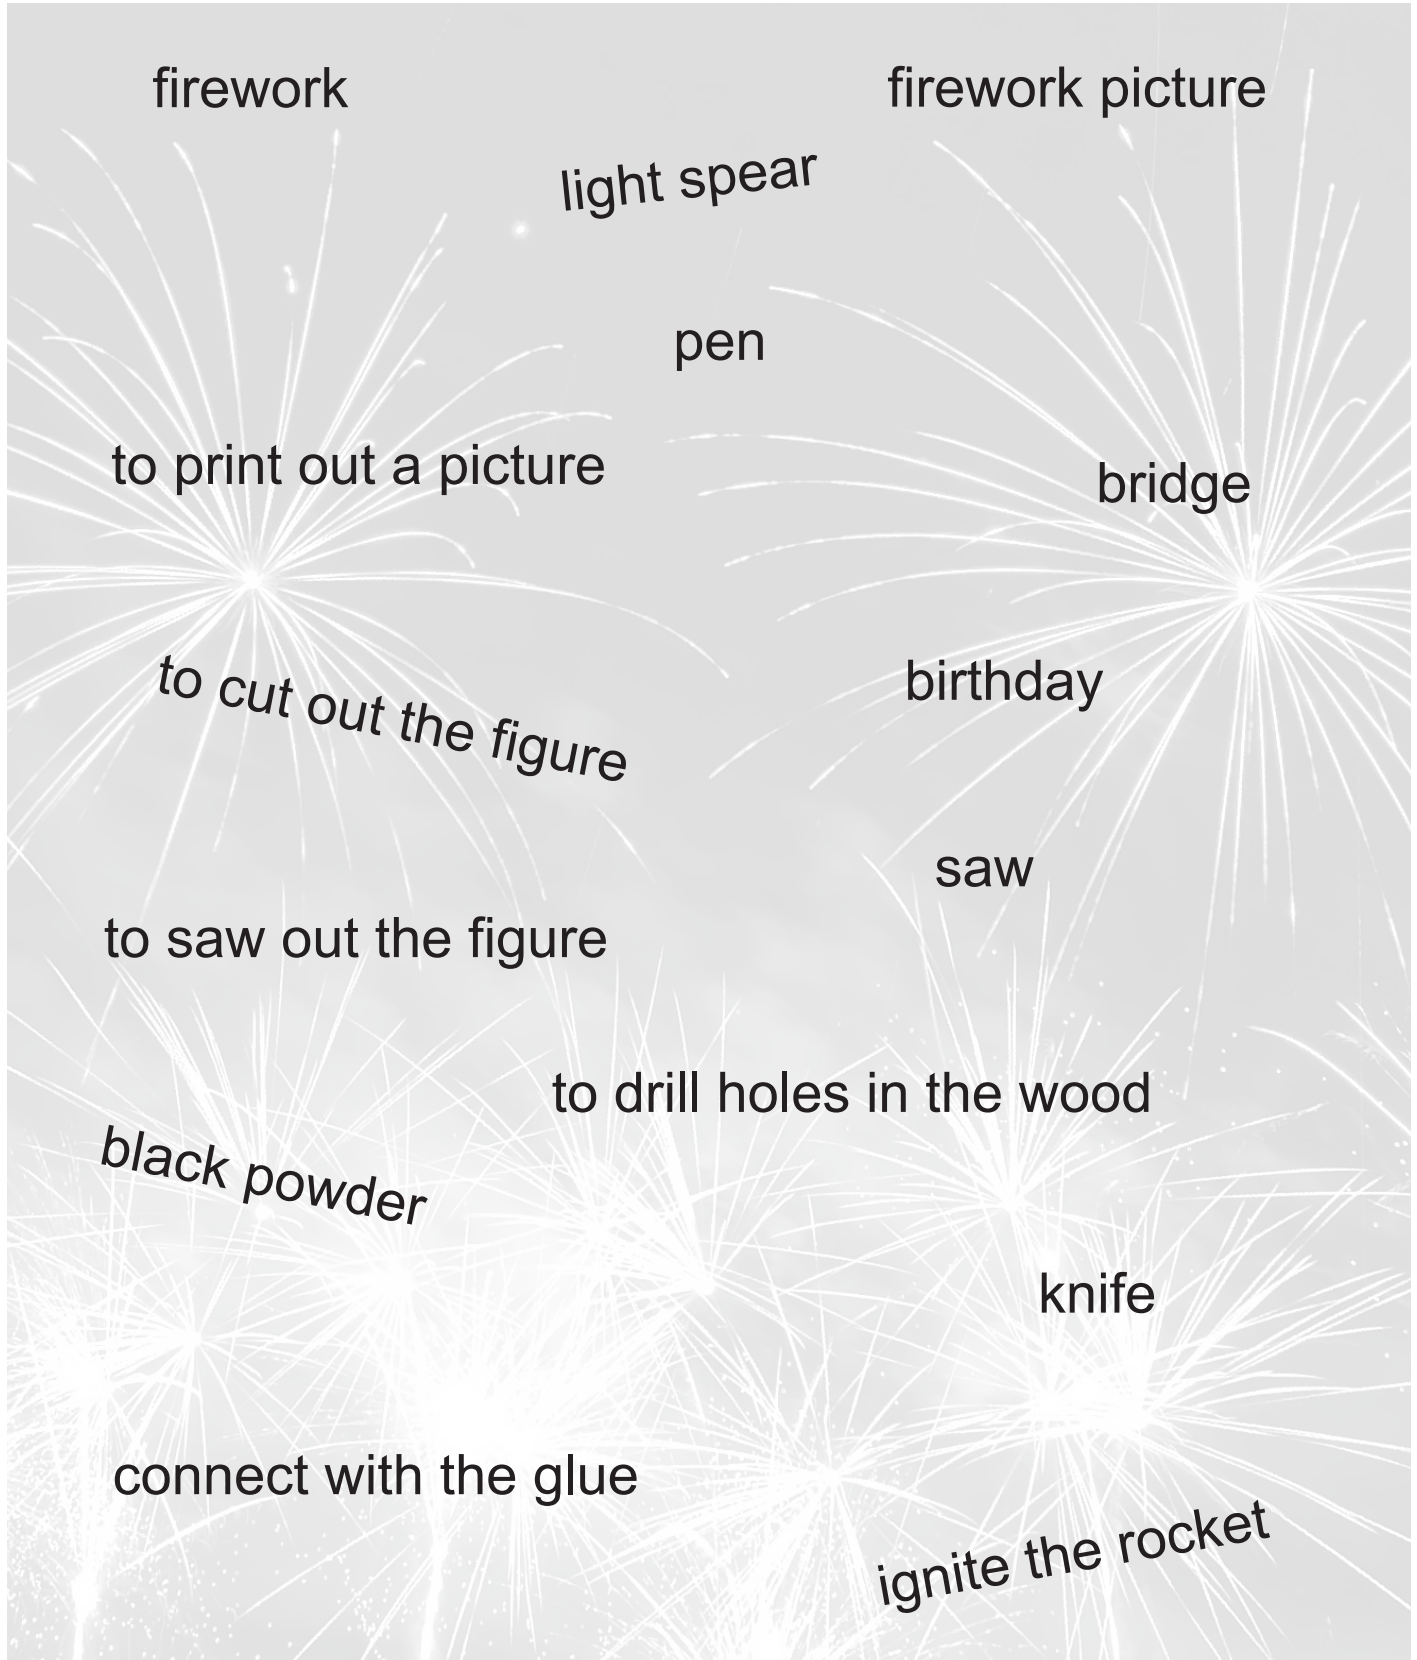 firework
firework picture
light spear
pen
to print out a picture
bridge
to cut out the figure
birthday
saw
to saw out the figure
to drill holes in the wood
black powder
knife
connect with the glue
ignite the rocket